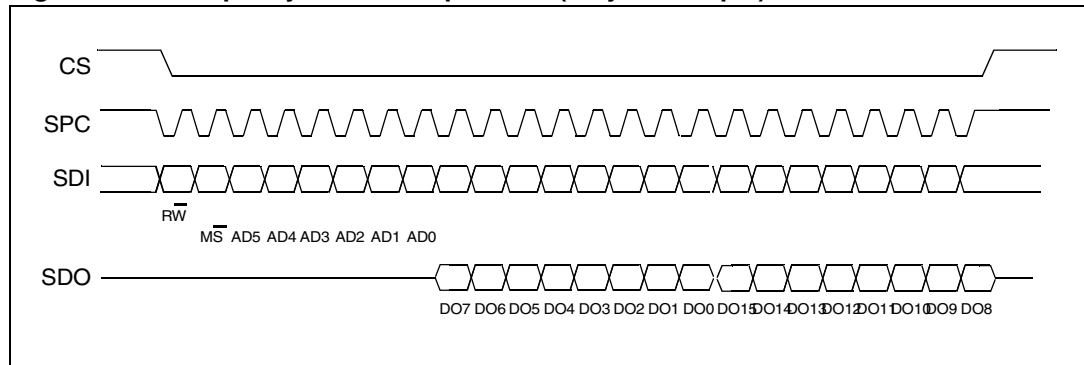 CS
SPC
SDI
RW
MS AD5 AD4 AD3 AD2 AD1 AD0
SDO
DO7 DO6 DO5 DO4 DO3 DO2 DO1 DO0 DO15 DO14 DO13 DO12 DO11 DO10 DO9 DO8